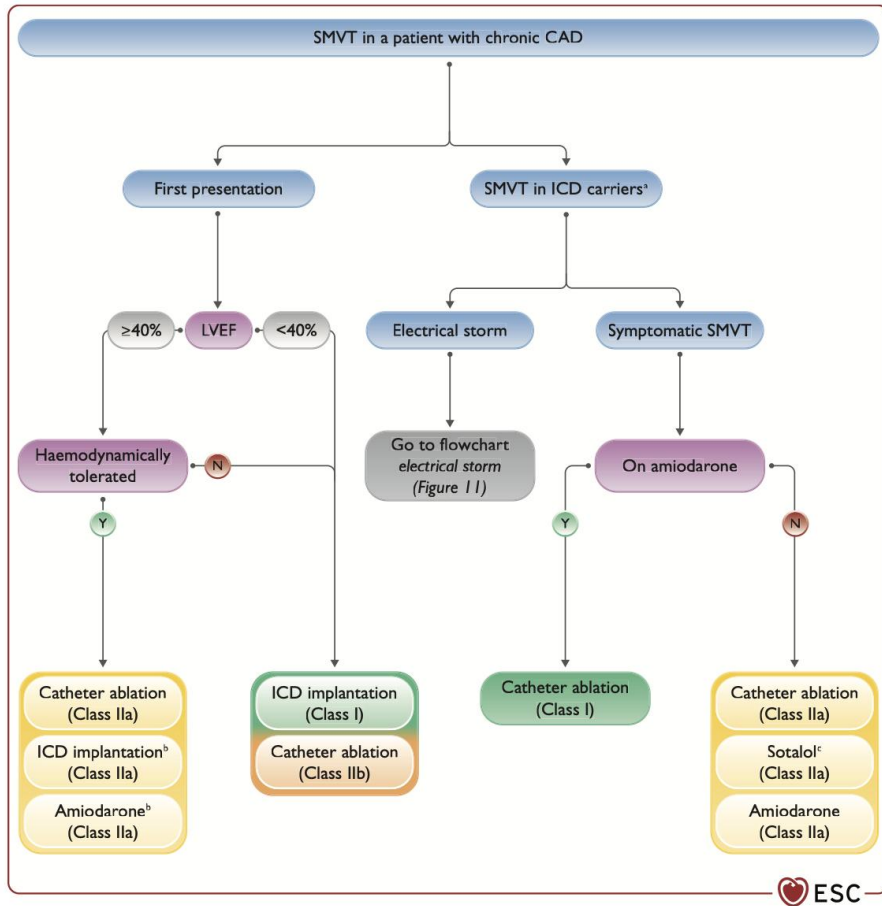 SMVT in a patient with chronic CAD
First presentation
SMVT in ICD carriersᵃ
≥40%
LVEF
<40%
Electrical storm
Symptomatic SMVT
Haemodynamically
tolerated
N
Go to flowchart
electrical storm
(Figure 11)
On amiodarone
Y
Y
N
Catheter ablation
(Class IIa)
ICD implantationᵇ
(Class IIa)
Amiodaroneᵇ
(Class IIa)
ICD implantation
(Class I)
Catheter ablation
(Class IIb)
Catheter ablation
(Class I)
Catheter ablation
(Class IIa)
Sotalolᶜ
(Class IIa)
Amiodarone
(Class IIa)
ESC